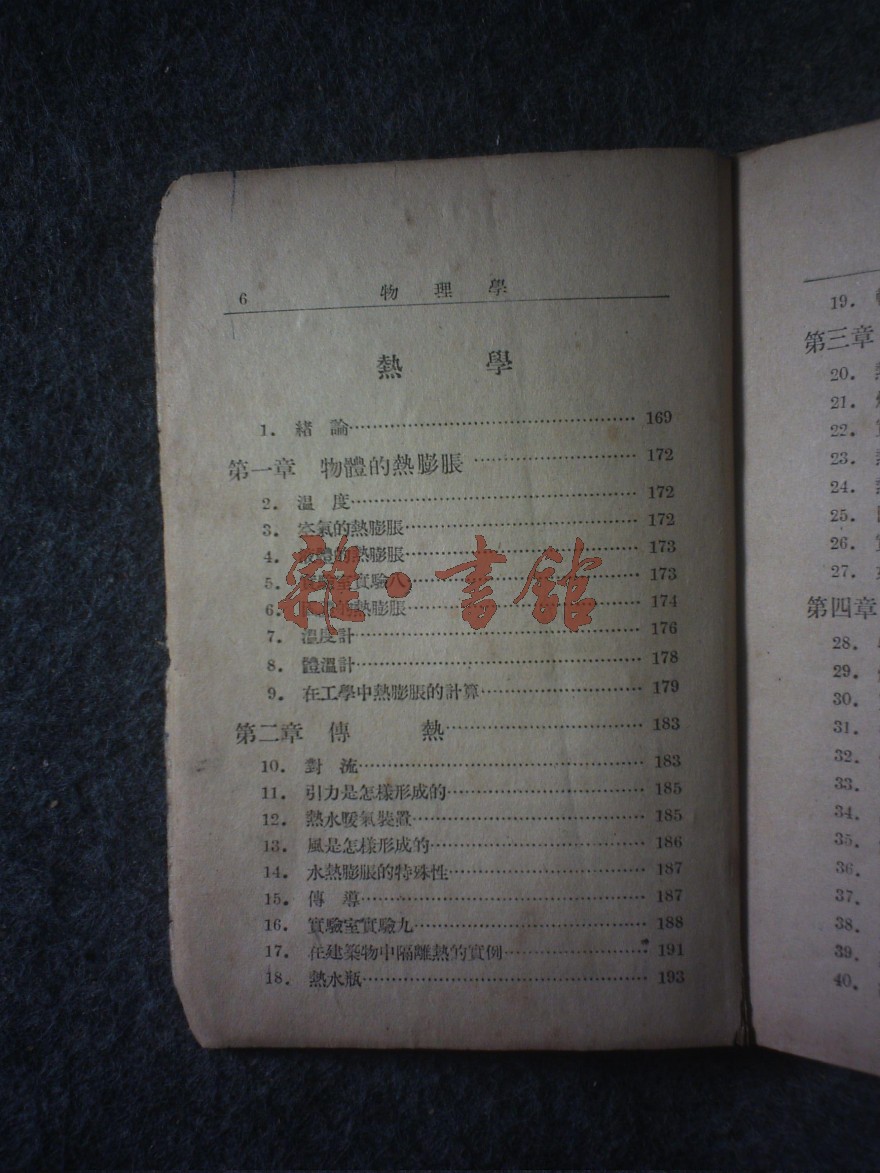 6 物理學
熱學
1. 緒論 169
第一章 物體的熱膨脹 172
2. 溫度 172
3. 空氣的熱膨脹 172
4. 液體的熱膨脹 173
5. 實驗室實驗八 173
6. 的熱膨脹 174
7. 溫度計 176
8. 體溫計 178
9. 在工學中熱膨脹的計算 179
第二章 傳熱 183
10. 對流 183
11. 引力是怎樣形成的 185
12. 熱水暖氣裝置 185
13. 風是怎樣形成的 186
14. 水熱膨脹的特殊性 187
15. 傳導 187
16. 實驗室實驗九 188
17. 在建築物中隔離熱的實例 191
18. 熱水瓶 193
雜·書館
19.
第三章
20.
21.
22.
23.
24.
25.
26.
27.
第四章
28.
29.
30.
31.
32.
33.
34.
35.
36.
37.
38.
39.
40.